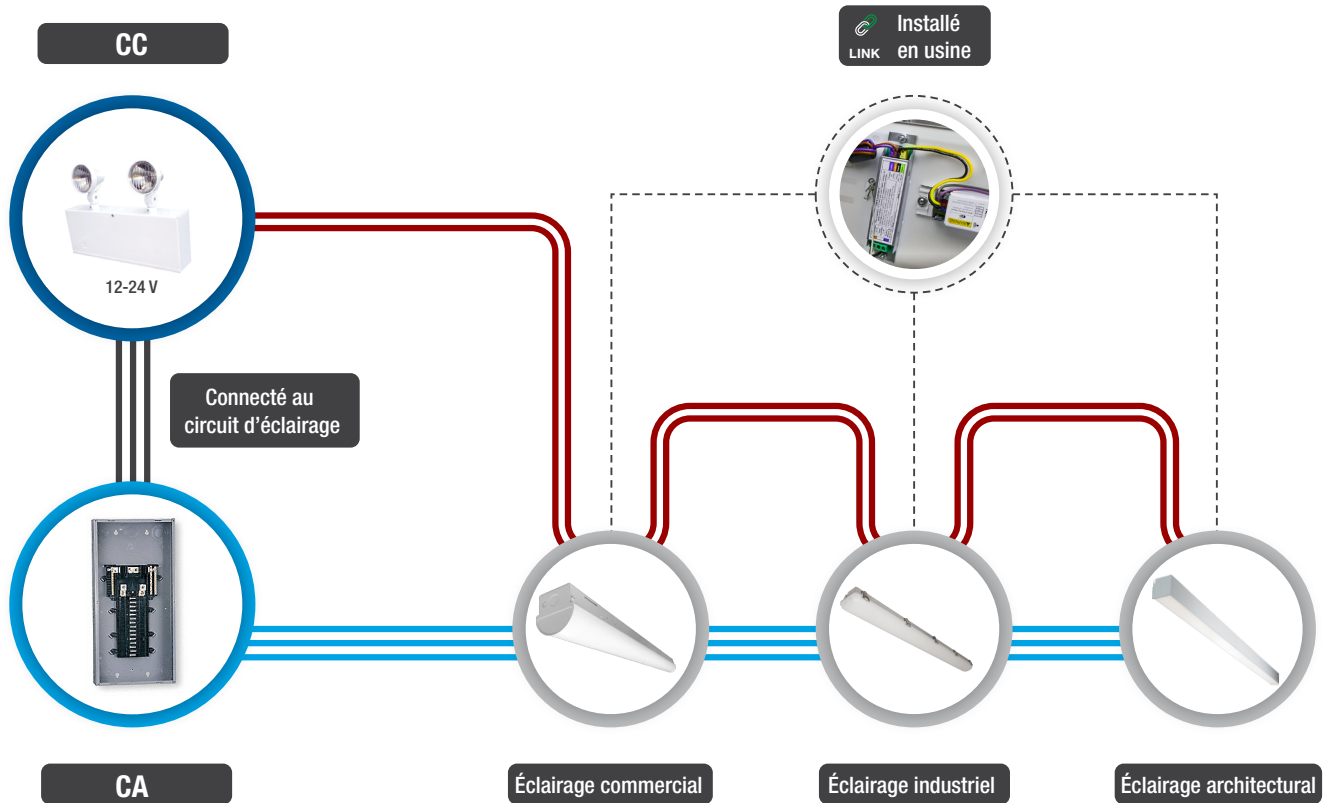 CC
LINK
Installé
en usine
12-24 V
Connecté au
circuit d’éclairage
CA
Éclairage commercial
Éclairage industriel
Éclairage architectural